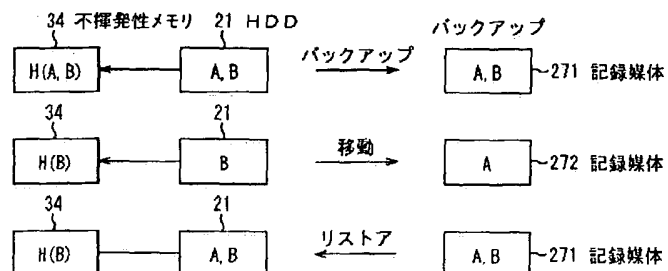 34 不揮発性メモリ 21 HDD バックアップ
H(A, B) A, B バックアップ A, B 271 記録媒体
34 21
H(B) B 移動 A 272 記録媒体
34 21
H(B) A, B リストア A, B 271 記録媒体